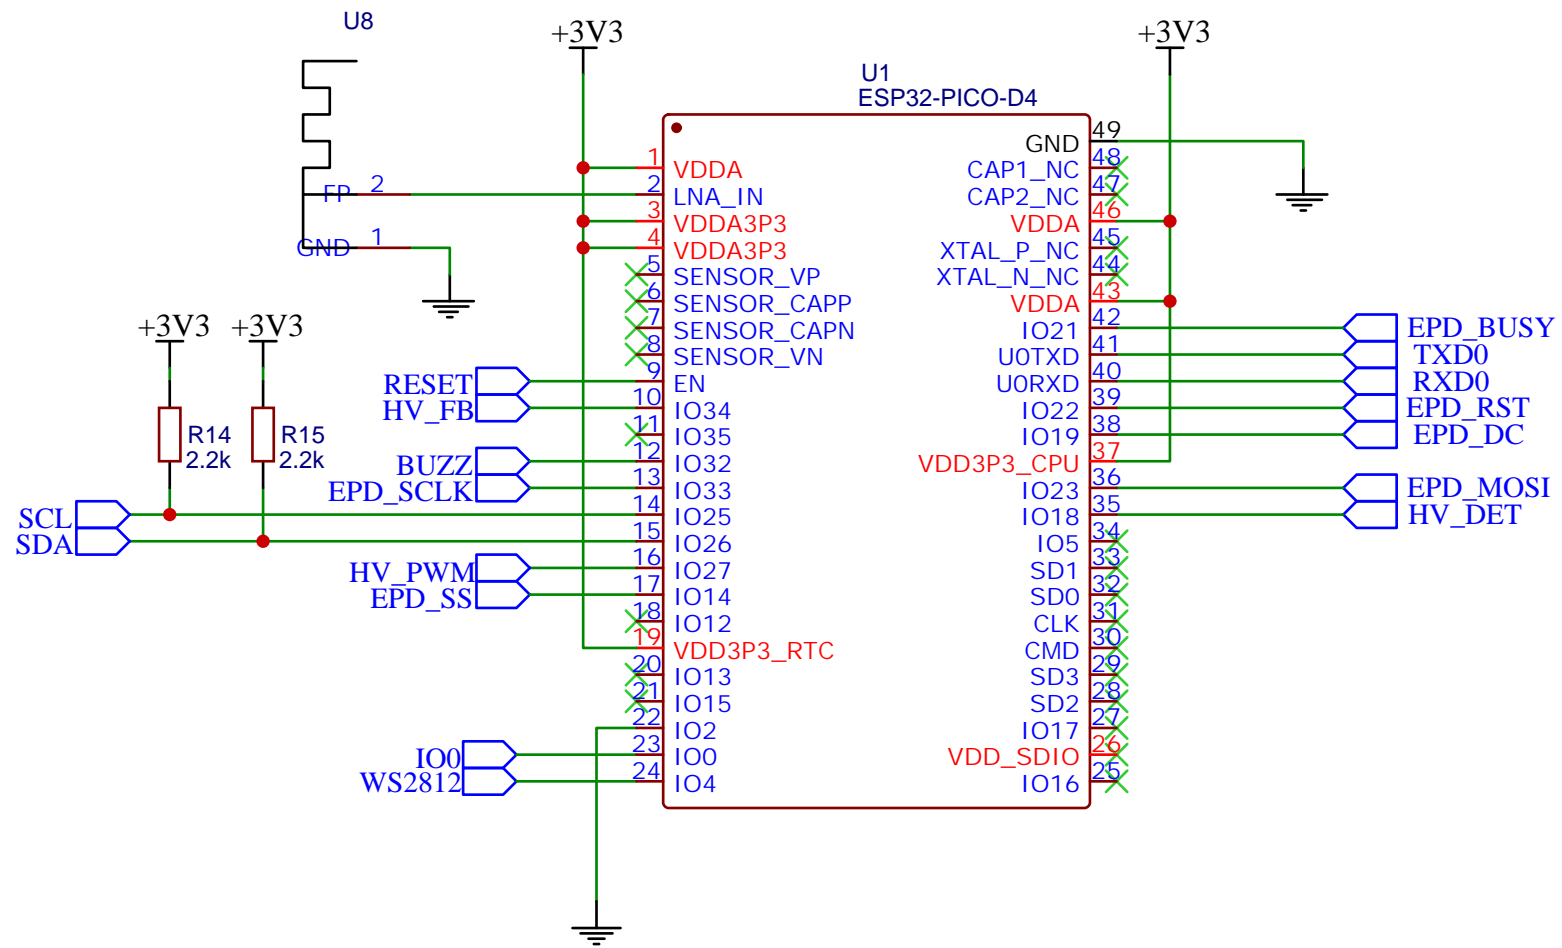 U8
+3V3
+3V3
U1
ESP32-PICO-D4
FP 2
GND 1
+3V3 +3V3
R14
2.2k
R15
2.2k
SCL
SDA
RESET
HV_FB
BUZZ
EPD_SCLK
HV_PWM
EPD_SS
IO0
WS2812
1 VDDA
2 LNA_IN
3 VDDA3P3
4 VDDA3P3
5 SENSOR_VP
6 SENSOR_CAPP
7 SENSOR_CAPN
8 SENSOR_VN
9 EN
10 IO34
11 IO35
12 IO32
13 IO33
14 IO25
15 IO26
16 IO27
17 IO14
18 IO12
19 VDD3P3_RTC
20 IO13
21 IO15
22 IO2
23 IO0
24 IO4
GND 49
CAP1_NC 48
CAP2_NC 47
VDDA 46
XTAL_P_NC 45
XTAL_N_NC 44
VDDA 43
IO21 42
U0TXD 41
U0RXD 40
IO22 39
IO19 38
VDD3P3_CPU 37
IO23 36
IO18 35
IO5 34
SD1 33
SD0 32
CLK 31
CMD 30
SD3 29
SD2 28
IO17 27
VDD_SDIO 26
IO16 25
EPD_BUSY
TXD0
RXD0
EPD_RST
EPD_DC
EPD_MOSI
HV_DET